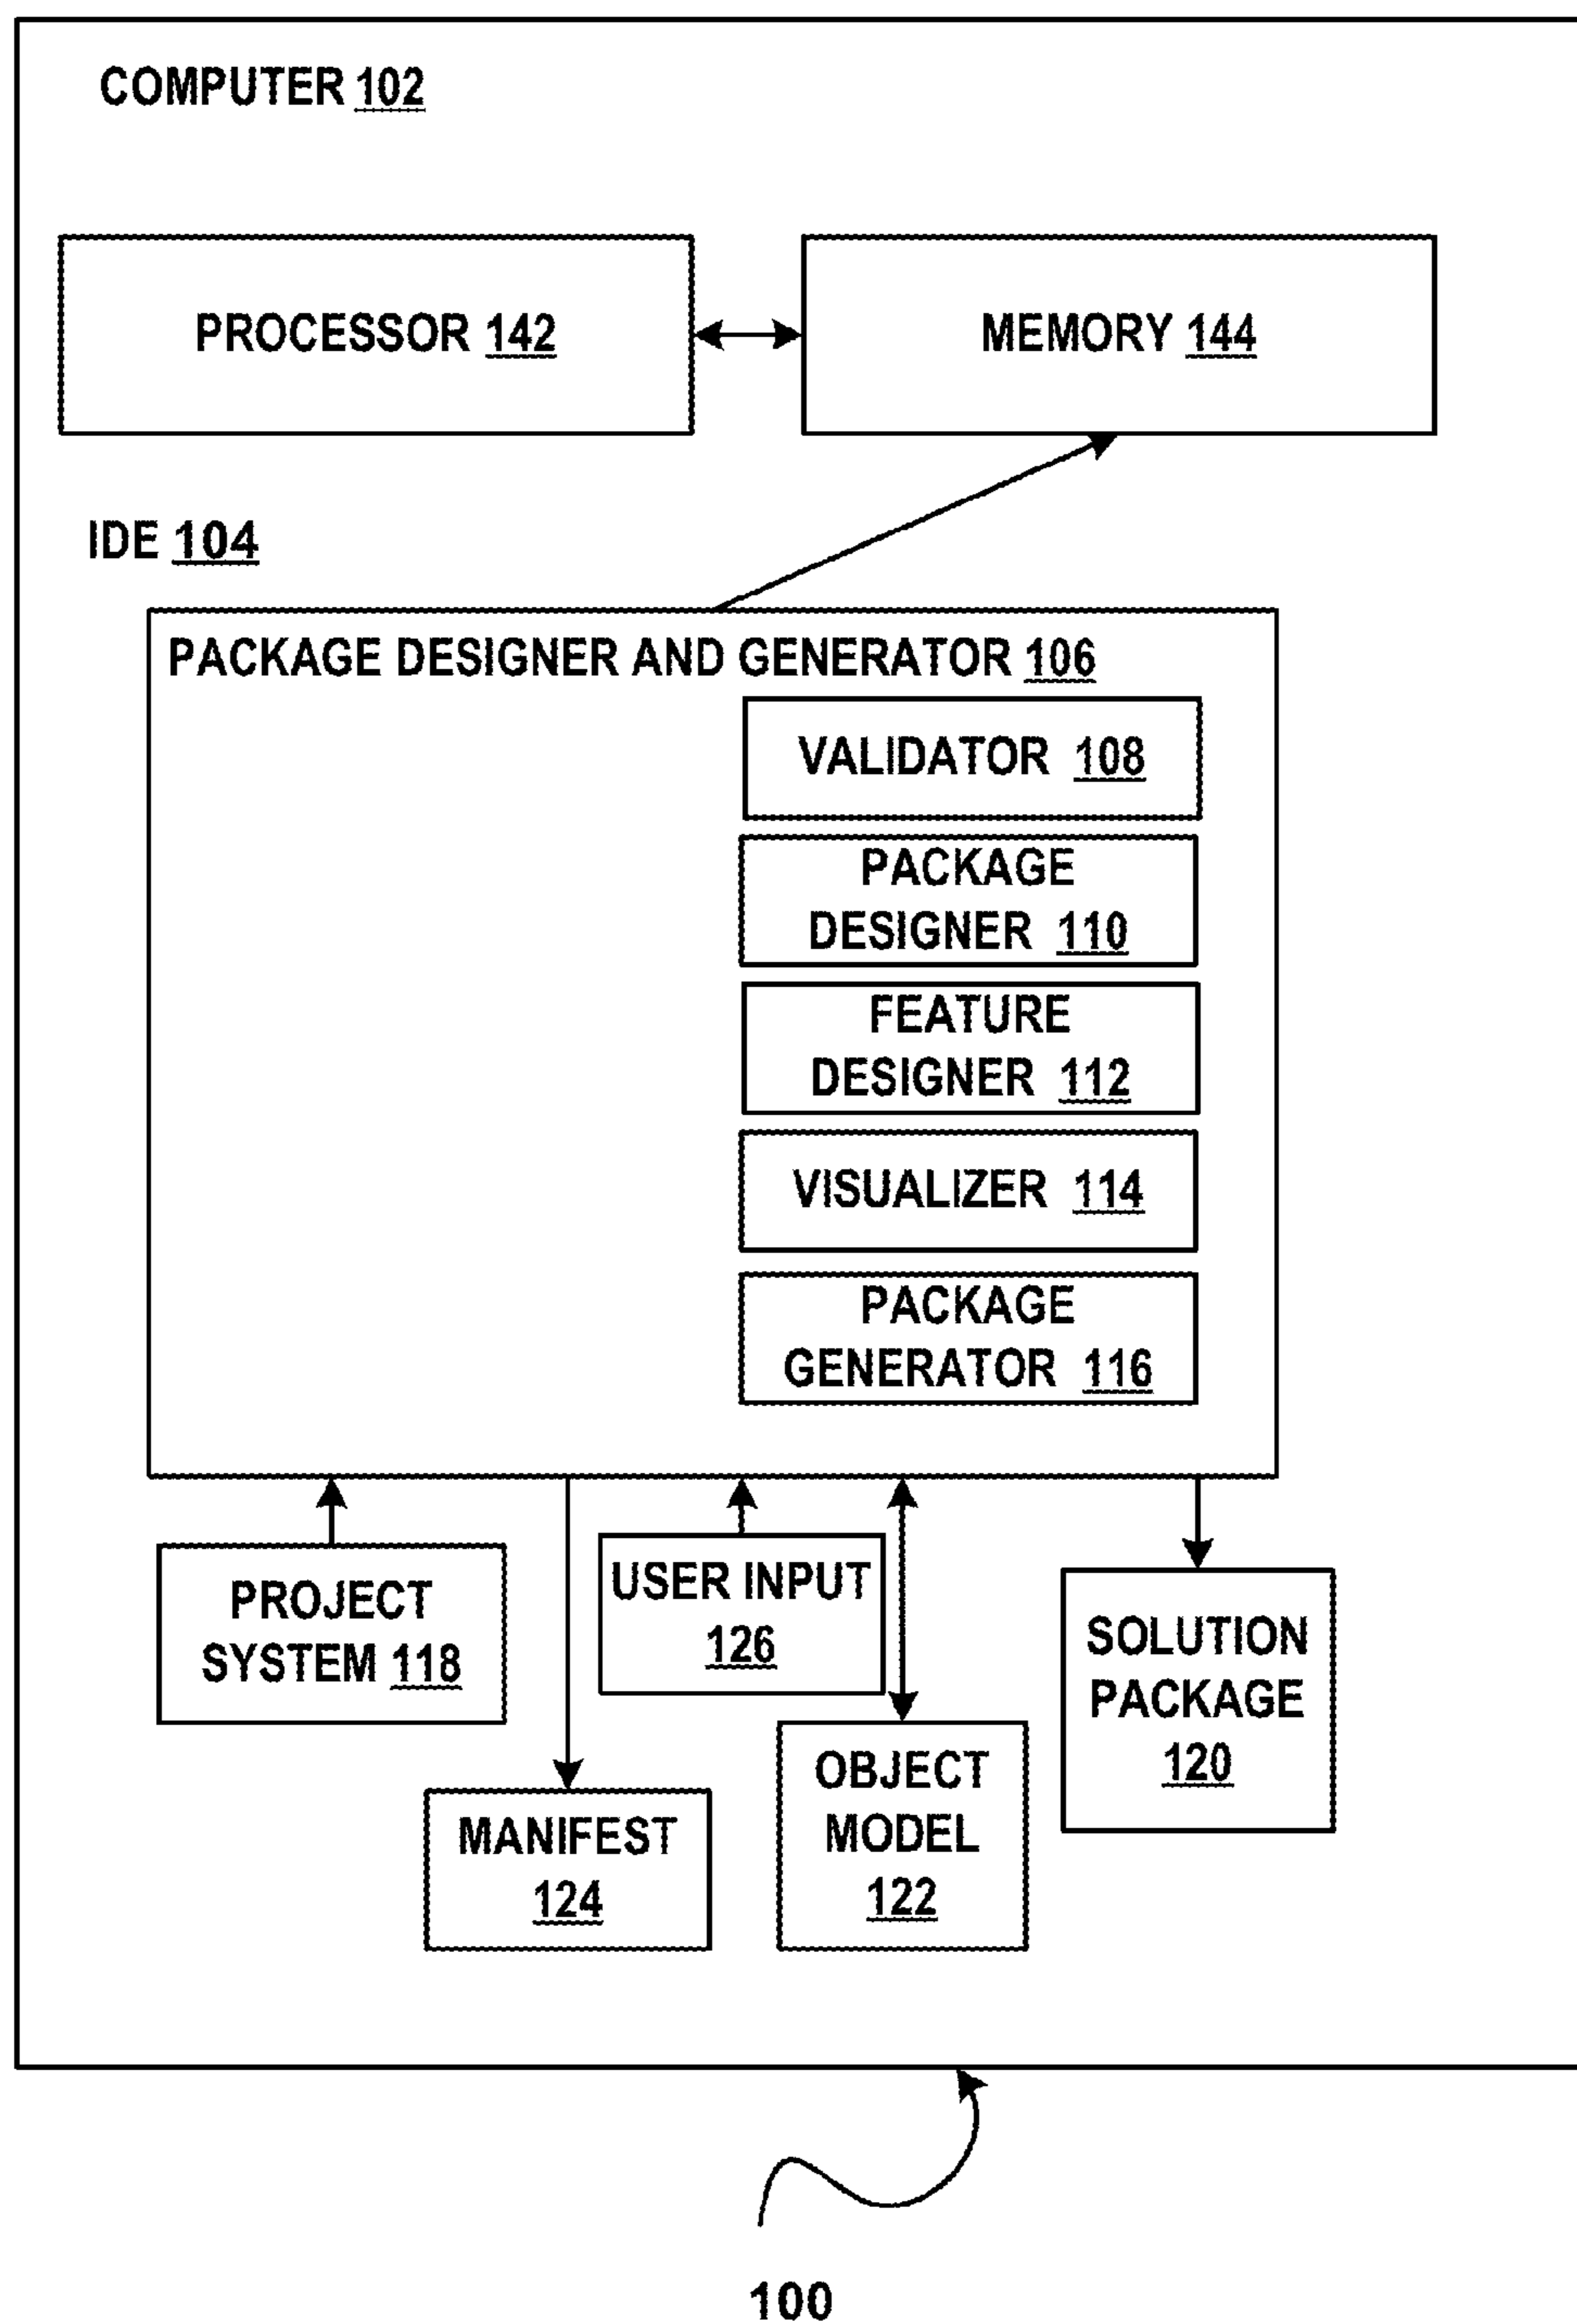 COMPUTER 102
PROCESSOR 142
MEMORY 144
IDE 104
PACKAGE DESIGNER AND GENERATOR 106
VALIDATOR 108
PACKAGE
DESIGNER 110
FEATURE
DESIGNER 112
VISUALIZER 114
PACKAGE
GENERATOR 116
PROJECT
SYSTEM 118
USER INPUT
126
SOLUTION
PACKAGE
120
MANIFEST
124
OBJECT
MODEL
122
100